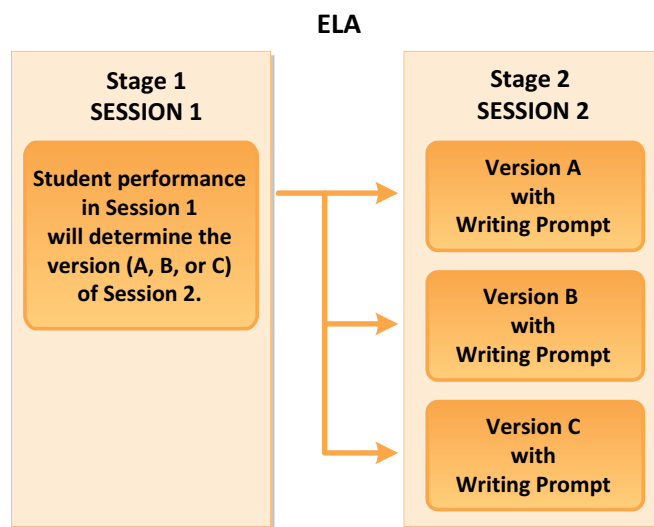 ELA
Stage 1
SESSION 1
Student performance
in Session 1
will determine the
version (A, B, or C)
of Session 2.
Stage 2
SESSION 2
Version A
with
Writing Prompt
Version B
with
Writing Prompt
Version C
with
Writing Prompt